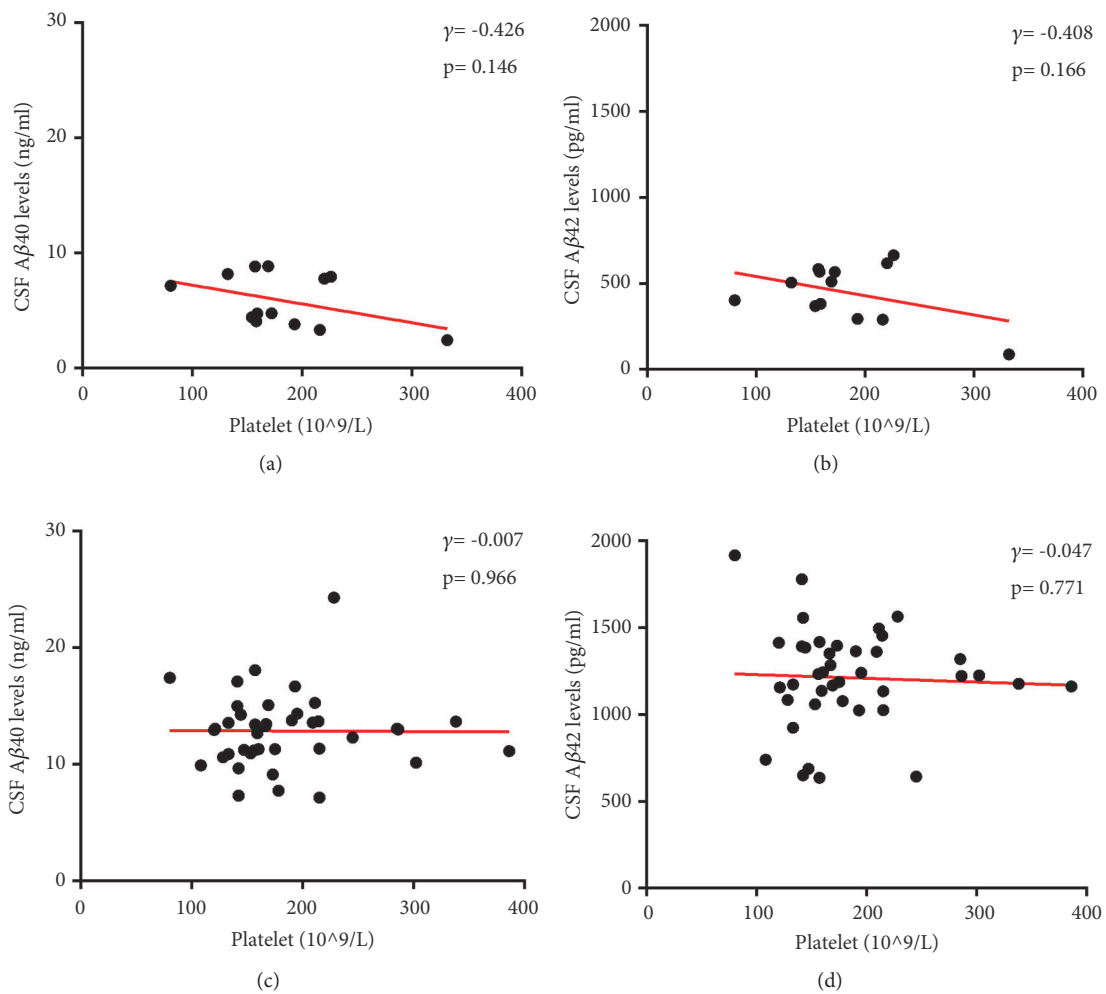 30
20
10
0
CSF Aβ40 levels (ng/ml)
γ= -0.426
p= 0.146
0 100 200 300 400
Platelet (10^9/L)
(a)
2000
1500
1000
500
0
CSF Aβ42 levels (pg/ml)
γ= -0.408
p= 0.166
0 100 200 300 400
Platelet (10^9/L)
(b)
30
20
10
0
CSF Aβ40 levels (ng/ml)
γ= -0.007
p= 0.966
0 100 200 300 400
Platelet (10^9/L)
(c)
2000
1500
1000
500
0
CSF Aβ42 levels (pg/ml)
γ= -0.047
p= 0.771
0 100 200 300 400
Platelet (10^9/L)
(d)